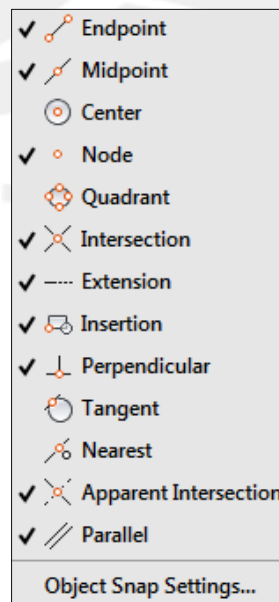 Endpoint
Midpoint
Center
Node
Quadrant
Intersection
Extension
Insertion
Perpendicular
Tangent
Nearest
Apparent Intersection
Parallel
Object Snap Settings...